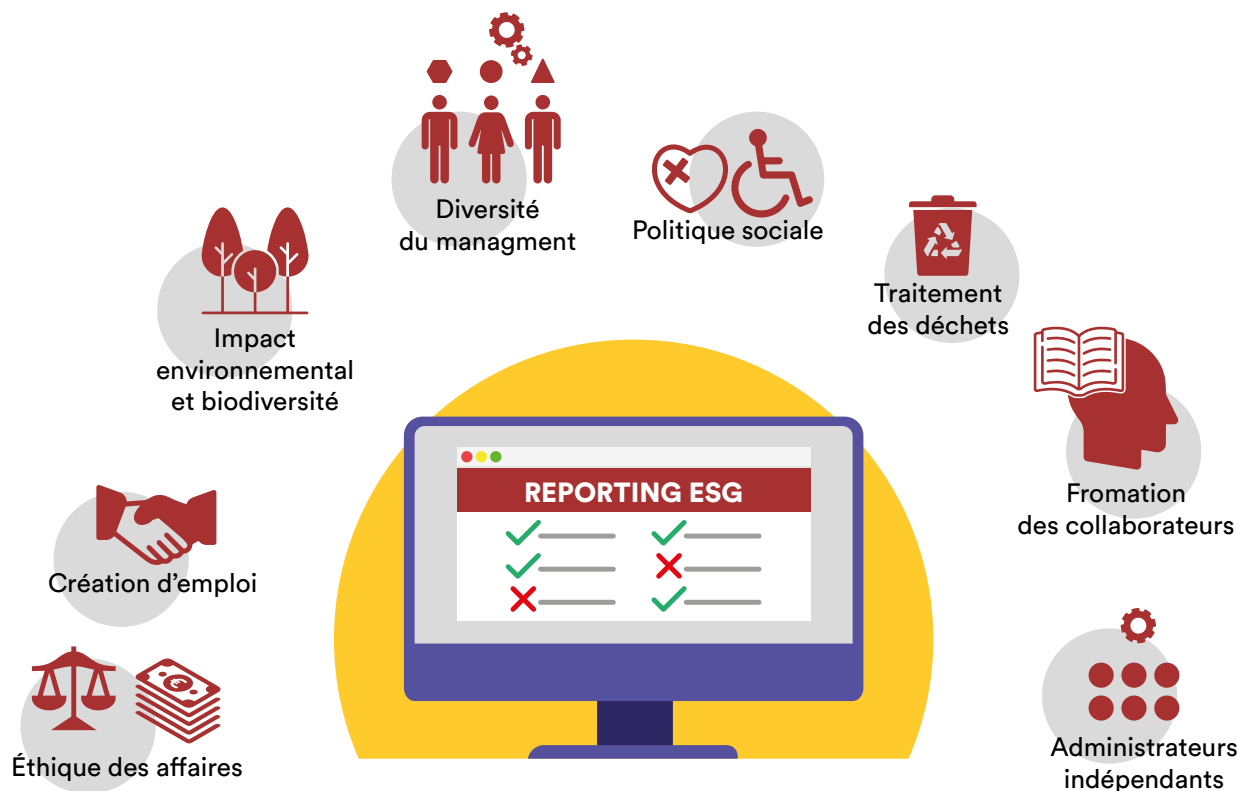 Diversité
du managment
Politique sociale
Traitement
des déchets
Impact
environnemental
et biodiversité
Fromation
des collaborateurs
REPORTING ESG
Création d'emploi
Éthique des affaires
Administrateurs
indépendants